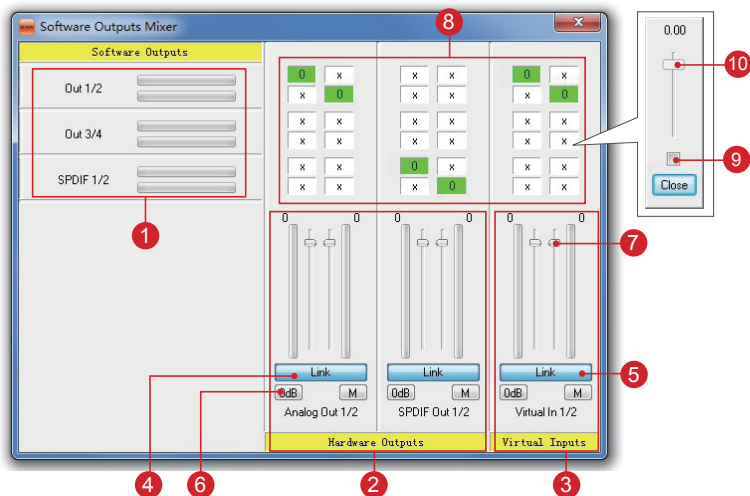 Software Outputs Mixer
x
8
0.00
Software Outputs
10
Out 1/2
0 x x x 0 x
x 0 x x x 0
Out 3/4
x x x x x x
x x x x x x
9
SPDIF 1/2
x x 0 x x x
x x x 0 x x
Close
1
0 0 0 0 0 0
7
Link Link Link
5
0dB M 0dB M 0dB M
Analog Out 1/2 SPDIF Out 1/2 Virtual In 1/2
Hardware Outputs Virtual Inputs
4 6 2 3